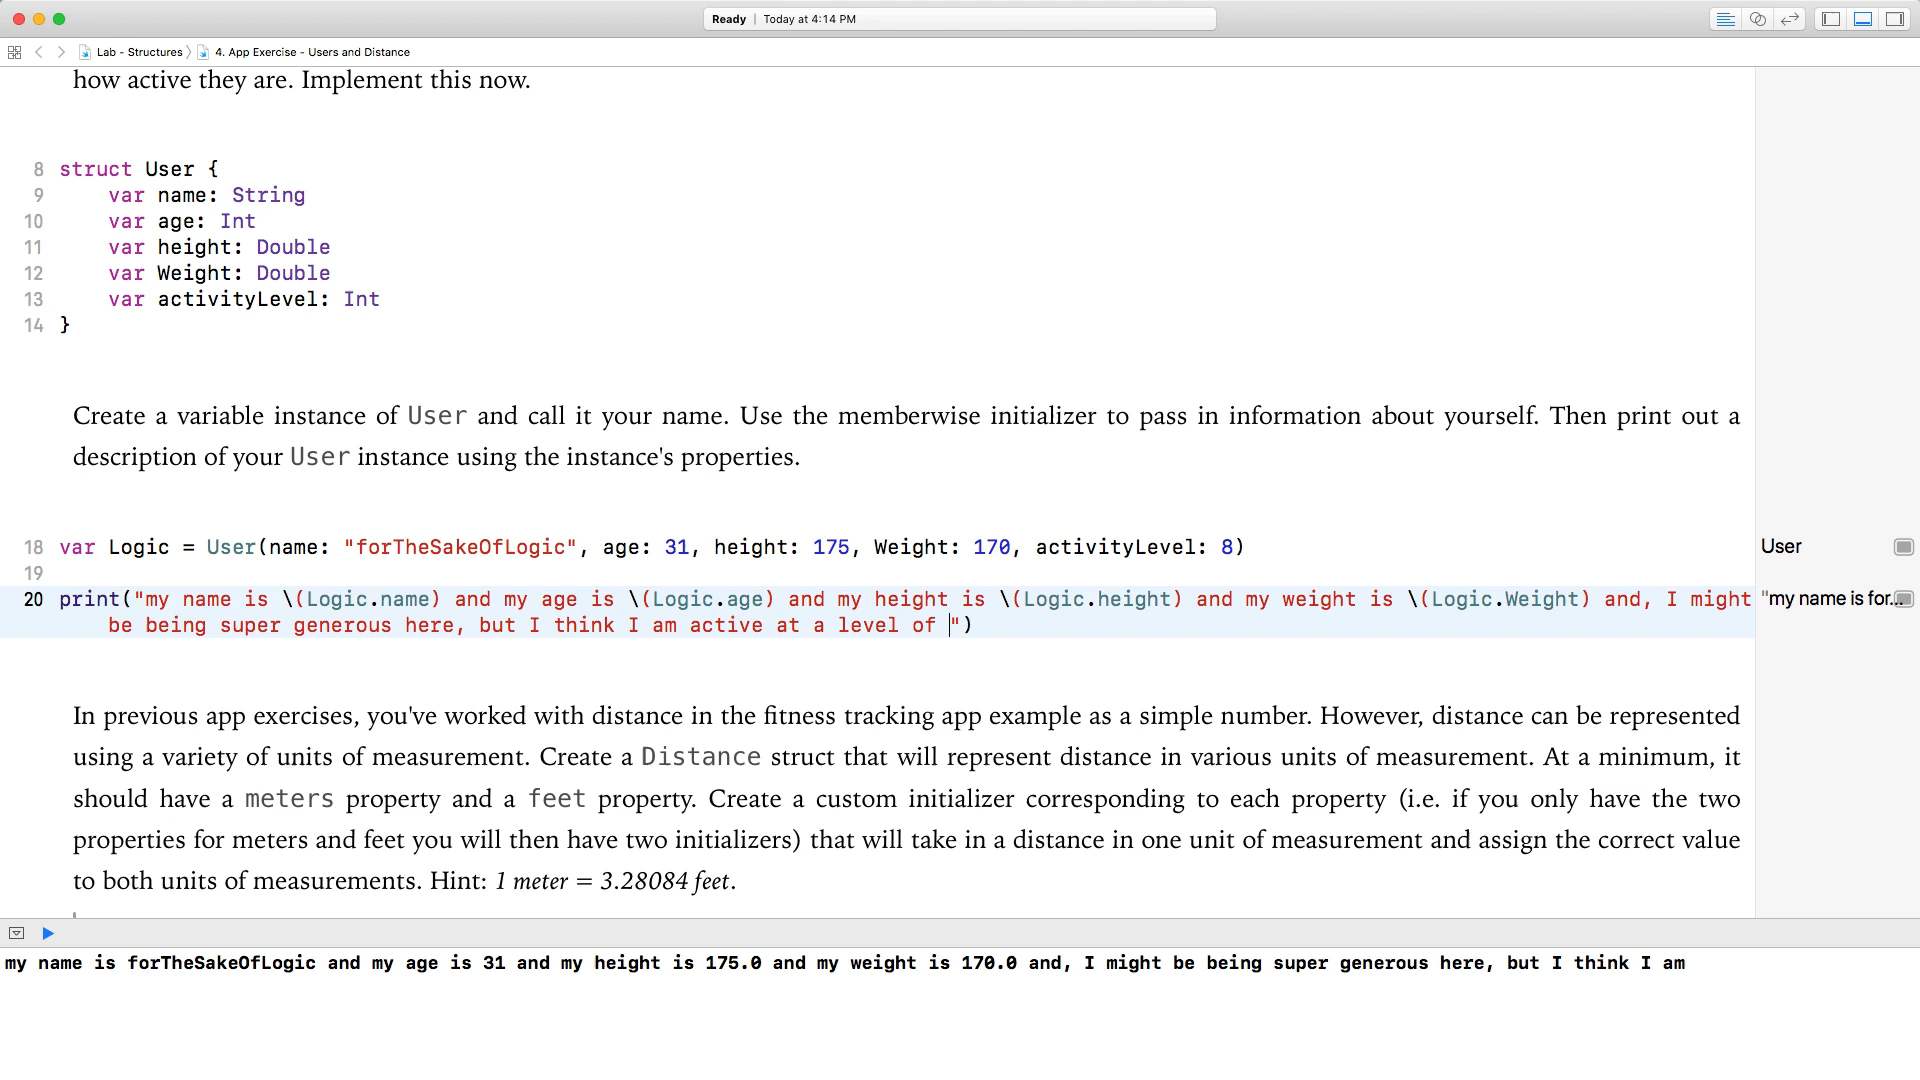 Ready | Today at 4:14 PM
Lab - Structures 〉 4. App Exercise - Users and Distance
how active they are. Implement this now.
8 struct User {
9 var name: String
10 var age: Int
11 var height: Double
12 var Weight: Double
13 var activityLevel: Int
14 }
Create a variable instance of User and call it your name. Use the memberwise initializer to pass in information about yourself. Then print out a
description of your User instance using the instance's properties.
18 var Logic = User(name: "forTheSakeOfLogic", age: 31, height: 175, Weight: 170, activityLevel: 8)
User
19
20 print("my name is \(Logic.name) and my age is \(Logic.age) and my height is \(Logic.height) and my weight is \(Logic.Weight) and, I might
"my name is for...
be being super generous here, but I think I am active at a level of ")
In previous app exercises, you've worked with distance in the fitness tracking app example as a simple number. However, distance can be represented
using a variety of units of measurement. Create a Distance struct that will represent distance in various units of measurement. At a minimum, it
should have a meters property and a feet property. Create a custom initializer corresponding to each property (i.e. if you only have the two
properties for meters and feet you will then have two initializers) that will take in a distance in one unit of measurement and assign the correct value
to both units of measurements. Hint: 1 meter = 3.28084 feet.
my name is forTheSakeOfLogic and my age is 31 and my height is 175.0 and my weight is 170.0 and, I might be being super generous here, but I think I am